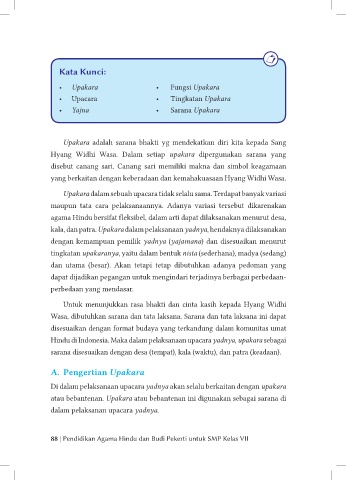 Kata Kunci:
• Upakara
• Upacara
• Yajna
• Fungsi Upakara
• Tingkatan Upakara
• Sarana Upakara
Upakara adalah sarana bhakti yg mendekatkan diri kita kepada Sang
Hyang Widhi Wasa. Dalam setiap upakara dipergunakan sarana yang
disebut canang sari. Canang sari memiliki makna dan simbol keagamaan
yang berkaitan dengan keberadaan dan kemahakuasaan Hyang Widhi Wasa.
Upakara dalam sebuah upacara tidak selalu sama. Terdapat banyak variasi
maupun tata cara pelaksanaannya. Adanya variasi tersebut dikarenakan
agama Hindu bersifat fleksibel, dalam arti dapat dilaksanakan menurut desa,
kala, dan patra. Upakara dalam pelaksanaan yadnya, hendaknya dilaksanakan
dengan kemampuan pemilik yadnya (yajamana) dan disesuaikan menurut
tingkatan upakaranya, yaitu dalam bentuk nista (sederhana), madya (sedang)
dan utama (besar). Akan tetapi tetap dibutuhkan adanya pedoman yang
dapat dijadikan pegangan untuk mengindari terjadinya berbagai perbedaan-
perbedaan yang mendasar.
Untuk menunjukkan rasa bhakti dan cinta kasih kepada Hyang Widhi
Wasa, dibutuhkan sarana dan tata laksana. Sarana dan tata laksana ini dapat
disesuaikan dengan format budaya yang terkandung dalam komunitas umat
Hindu di Indonesia. Maka dalam pelaksanaan upacara yadnya, upakara sebagai
sarana disesuaikan dengan desa (tempat), kala (waktu), dan patra (keadaan).
A. Pengertian Upakara
Di dalam pelaksanaan upacara yadnya akan selalu berkaitan dengan upakara
atau bebantenan. Upakara atau bebantenan ini digunakan sebagai sarana di
dalam pelaksanan upacara yadnya.
88 | Pendidikan Agama Hindu dan Budi Pekerti untuk SMP Kelas VII